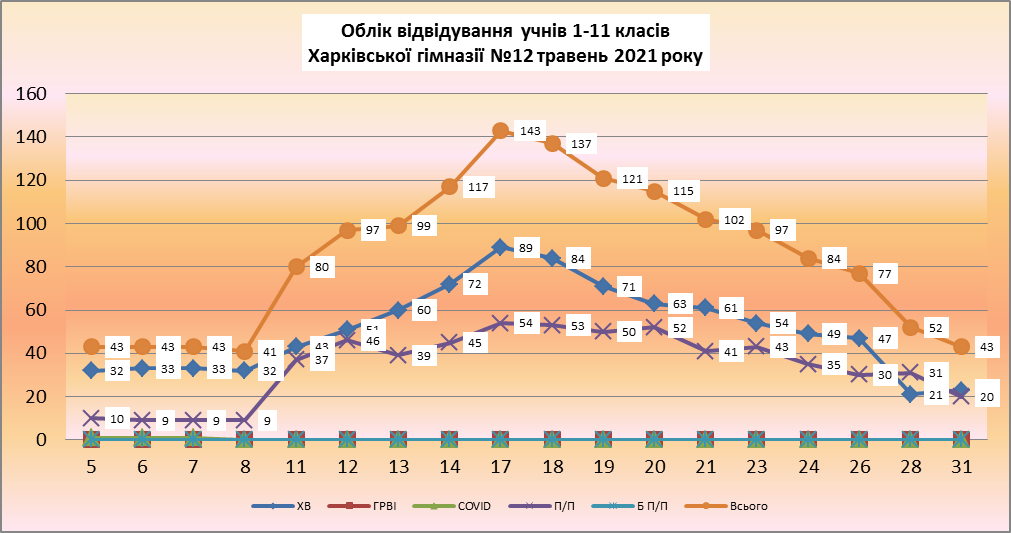 Облік відвідування учнів 1-11 класів
Харківської гімназії №12 травень 2021 року
160
140
120
100
80
60
40
20
0
43 43 43 41 80 97 99 117 143 137 121 115 102 97 84 77 52 43
32 33 33 32 43 51 60 72 89 84 71 63 61 54 49 47 21
10 9 9 9 37 46 39 45 54 53 50 52 41 43 35 30 31 20
5 6 7 8 11 12 13 14 17 18 19 20 21 23 24 26 28 31
ХВ ГРВІ COVID П/П Б П/П Всього